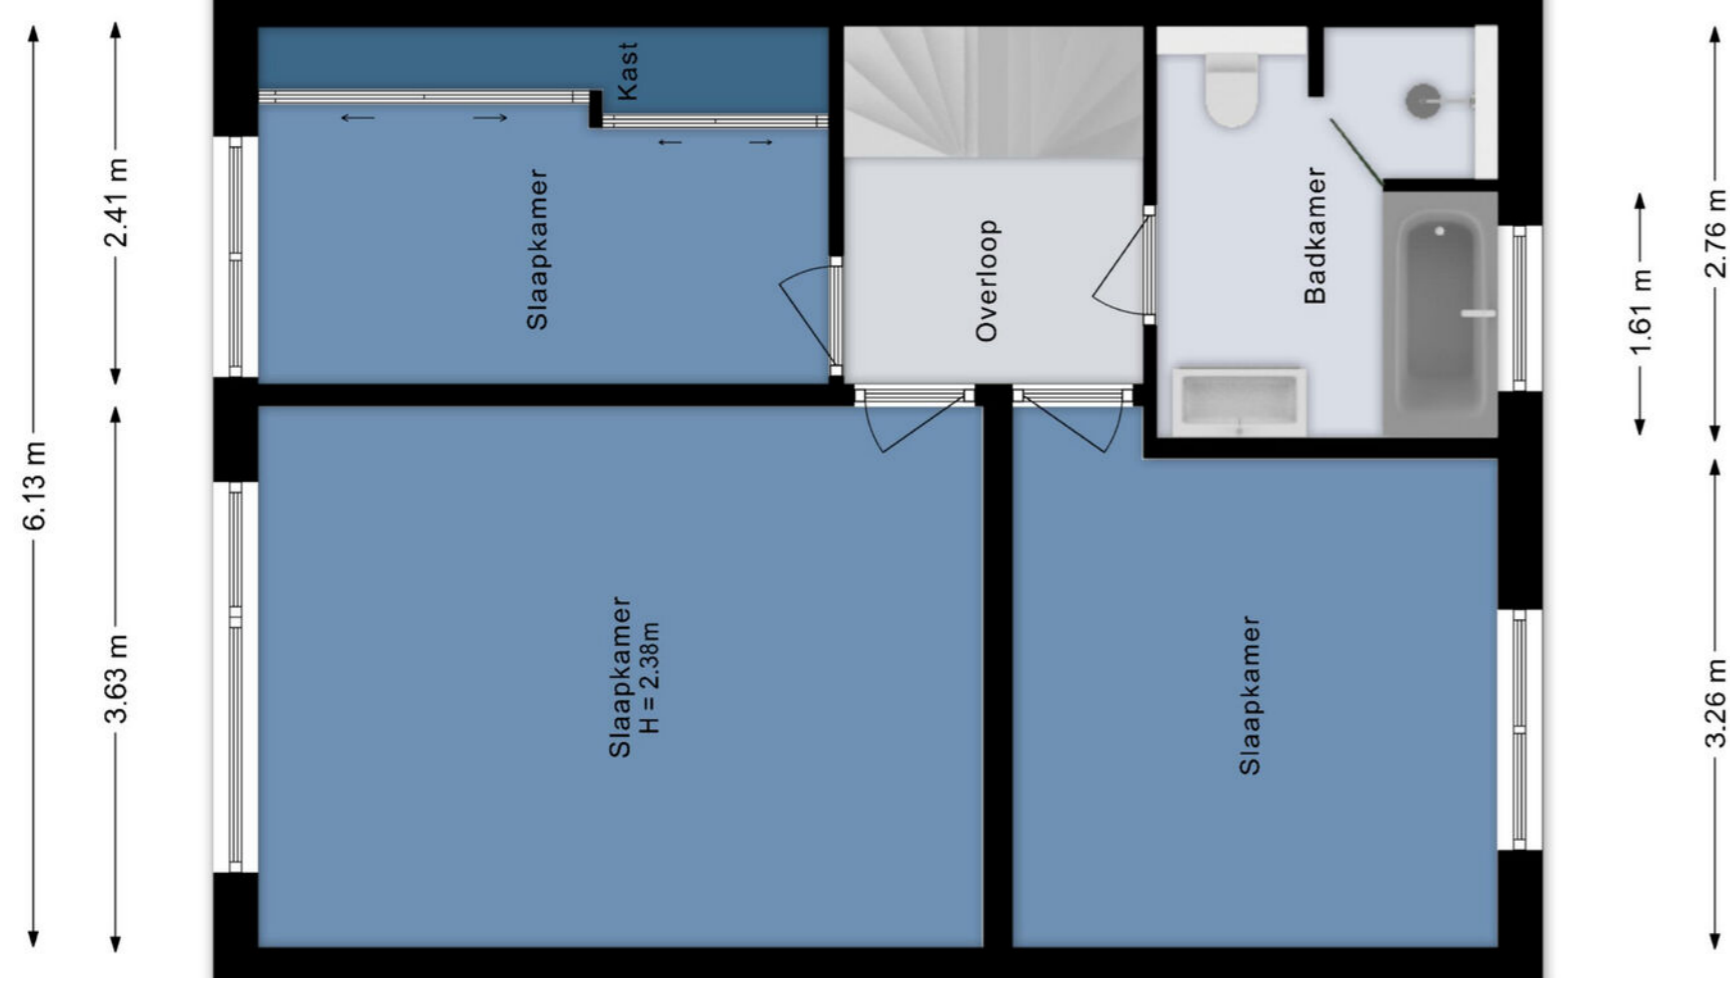 Kast
2.41 m
Slaapkamer
Overloop
Badkamer
2.76 m
1.61 m
6.13 m
3.63 m
Slaapkamer
H = 2.38m
Slaapkamer
3.26 m